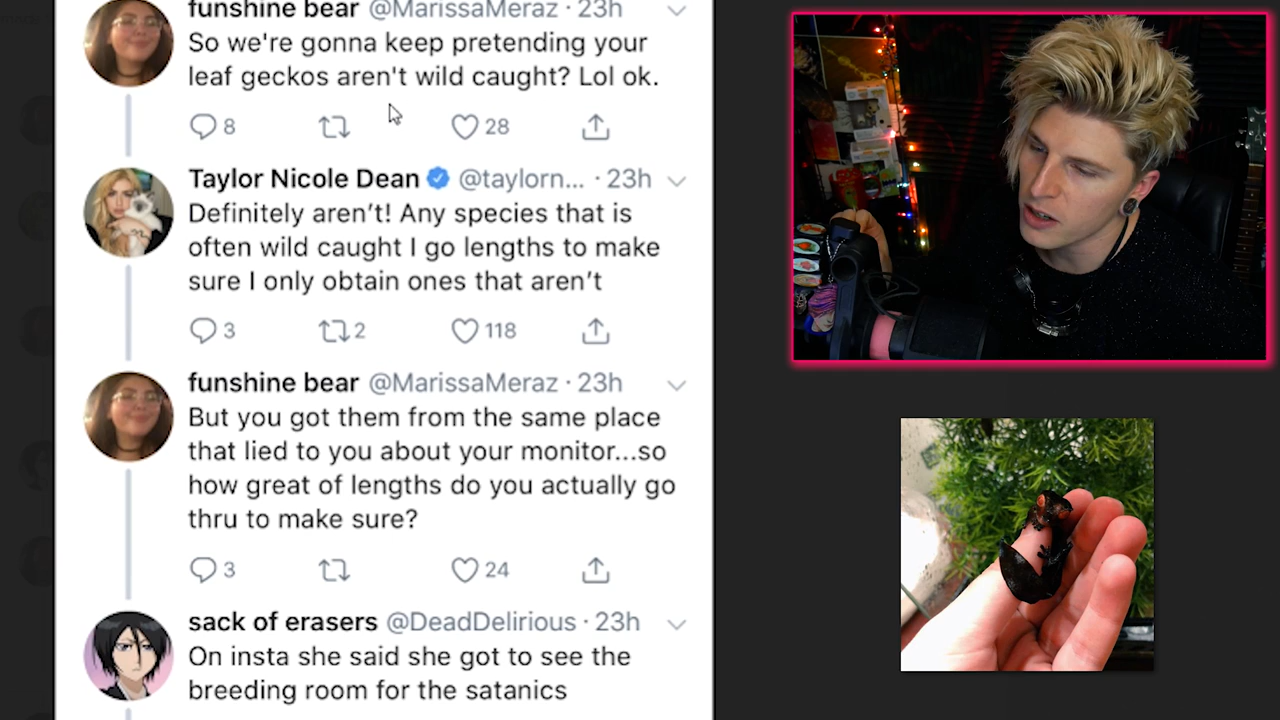 funshine bear @MarissaMeraz · 23h
So we're gonna keep pretending your
leaf geckos aren't wild caught? Lol ok.
8 28
Taylor Nicole Dean @taylorn... · 23h
Definitely aren't! Any species that is
often wild caught I go lengths to make
sure I only obtain ones that aren't
3 2 118
funshine bear @MarissaMeraz · 23h
But you got them from the same place
that lied to you about your monitor...so
how great of lengths do you actually go
thru to make sure?
3 24
sack of erasers @DeadDelirious · 23h
On insta she said she got to see the
breeding room for the satanics